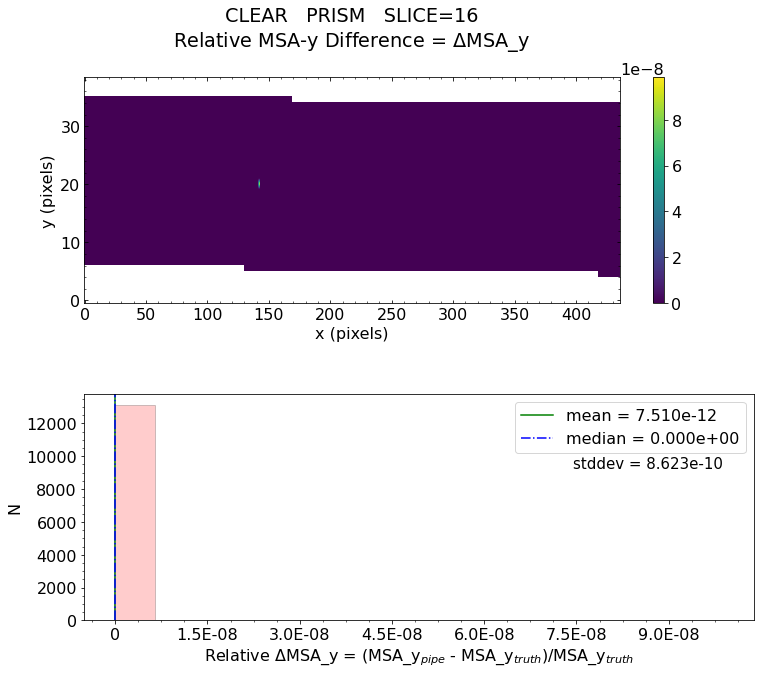 CLEAR   PRISM   SLICE=16
Relative MSA-y Difference = ΔMSA_y
1e−8
30
20
10
0
y (pixels)
0 50 100 150 200 250 300 350 400
x (pixels)
8
6
4
2
0
mean = 7.510e-12
median = 0.000e+00
stddev = 8.623e-10
12000
10000
8000
6000
4000
2000
0
N
0 1.5E-08 3.0E-08 4.5E-08 6.0E-08 7.5E-08 9.0E-08
Relative ΔMSA_y = (MSA_y_pipe - MSA_y_truth)/MSA_y_truth